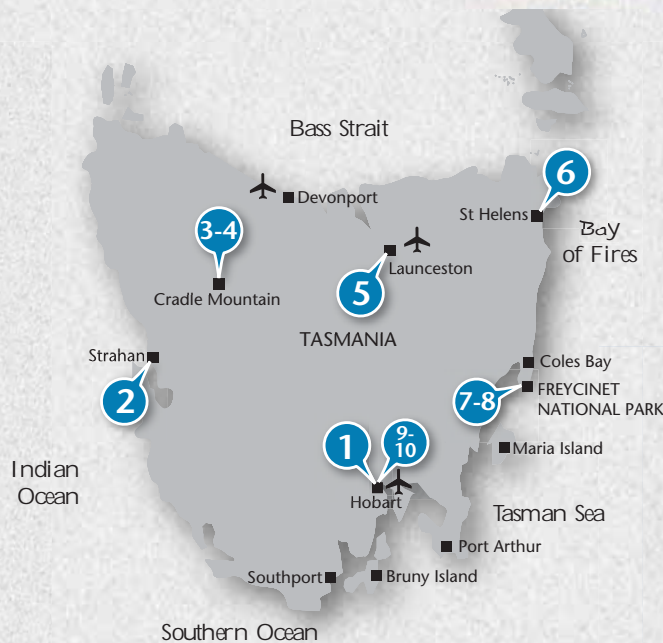 Bass Strait
6
Devonport
St Helens
Bay
of Fires
3-4
Launceston
Cradle Mountain
5
TASMANIA
Strahan
Coles Bay
2
7-8
FREYCINET
NATIONAL PARK
1
9-
10
Maria Island
Indian
Ocean
Hobart
Tasman Sea
Port Arthur
Southport
Bruny Island
Southern Ocean